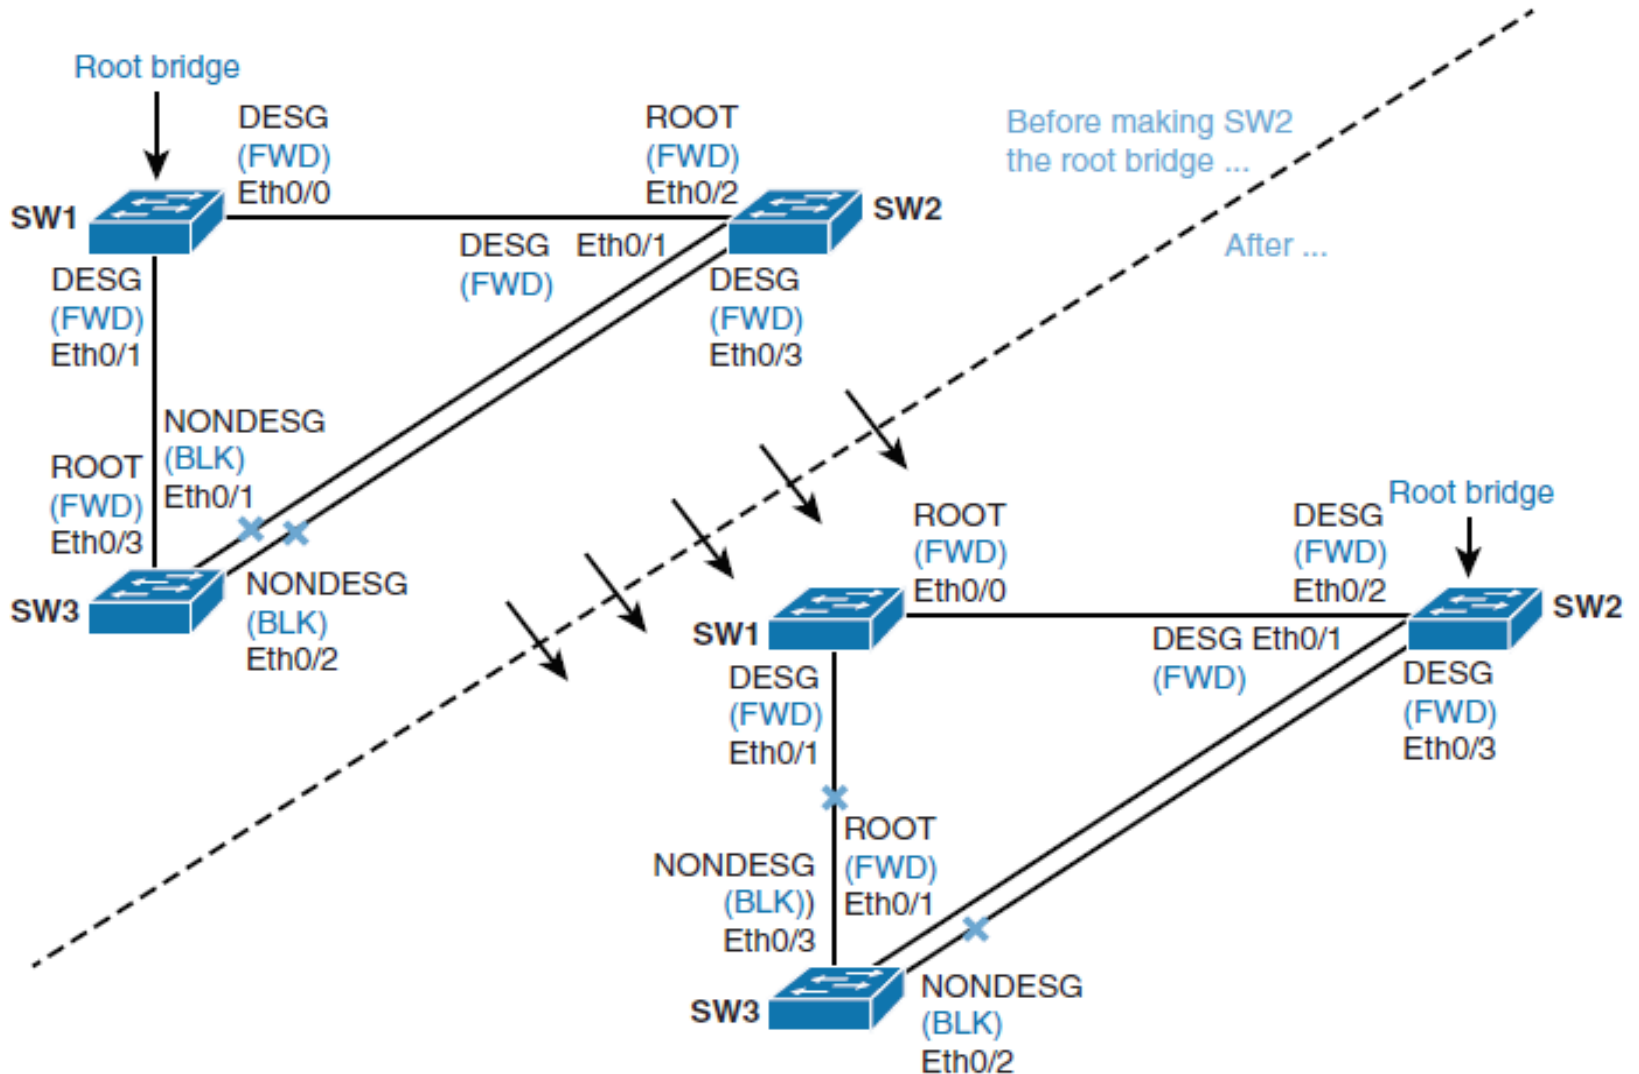 Root bridge
DESG
(FWD)
Eth0/0
ROOT
(FWD)
Eth0/2
SW1
SW2
DESG
(FWD)
Eth0/1
DESG
(FWD)
Eth0/1
DESG
(FWD)
Eth0/3
NONDESG
(BLK)
Eth0/1
ROOT
(FWD)
Eth0/3
SW3
NONDESG
(BLK)
Eth0/2
Before making SW2
the root bridge ...
After ...
Root bridge
ROOT
(FWD)
Eth0/0
DESG
(FWD)
Eth0/2
SW1
SW2
DESG Eth0/1
(FWD)
DESG
(FWD)
Eth0/1
DESG
(FWD)
Eth0/3
ROOT
(FWD)
Eth0/1
NONDESG
(BLK))
Eth0/3
SW3
NONDESG
(BLK)
Eth0/2